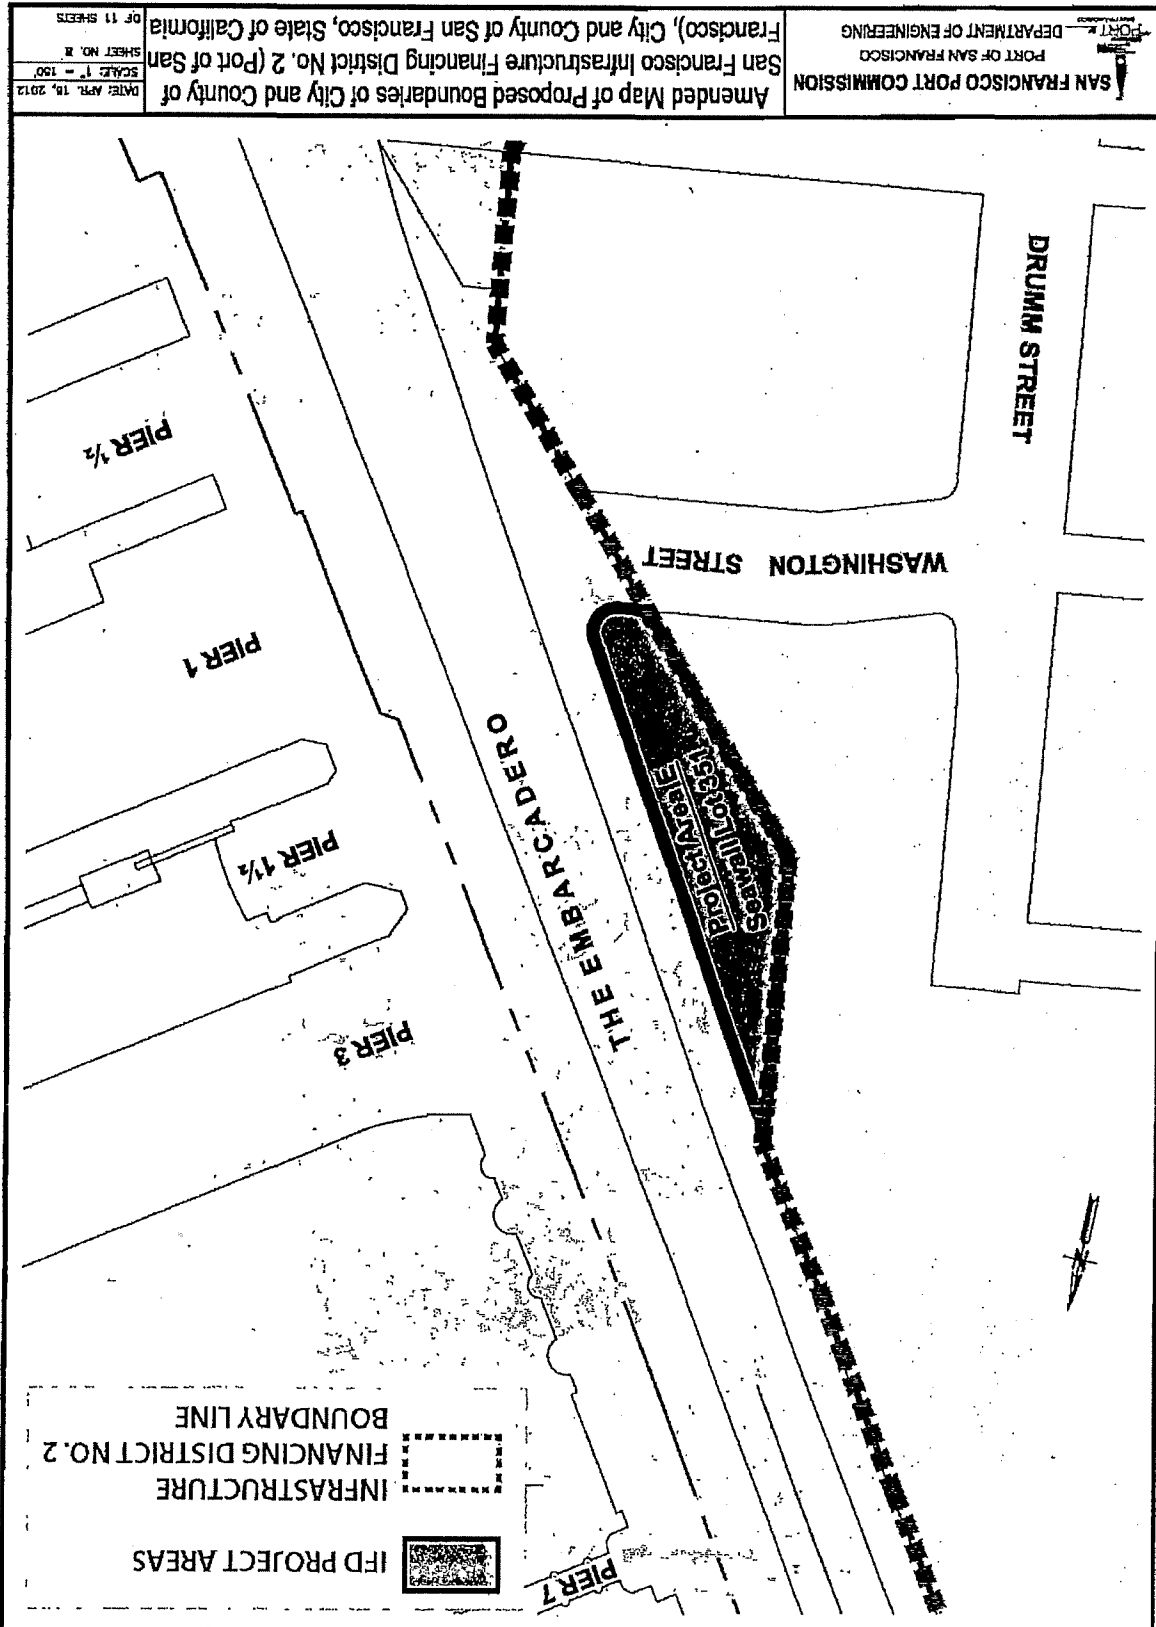 PIER 7
IFD PROJECT AREAS
INFRASTRUCTURE
FINANCING DISTRICT NO. 2
BOUNDARY LINE
PIER 3
PIER 1½
THE EMBARCADERO
Project Area E
Seawall Lot 351
PIER 1
WASHINGTON STREET
PIER ½
DRUMM STREET
SAN FRANCISCO PORT COMMISSION
PORT OF SAN FRANCISCO
DEPARTMENT OF ENGINEERING
PORT
Amended Map of Proposed Boundaries of City and County of
San Francisco Infrastructure Financing District No. 2 (Port of San
Francisco), City and County of San Francisco, State of California
DATE: APR. 15, 2012
SCALE: 1" = 150'
SHEET NO. 8
OF 11 SHEETS